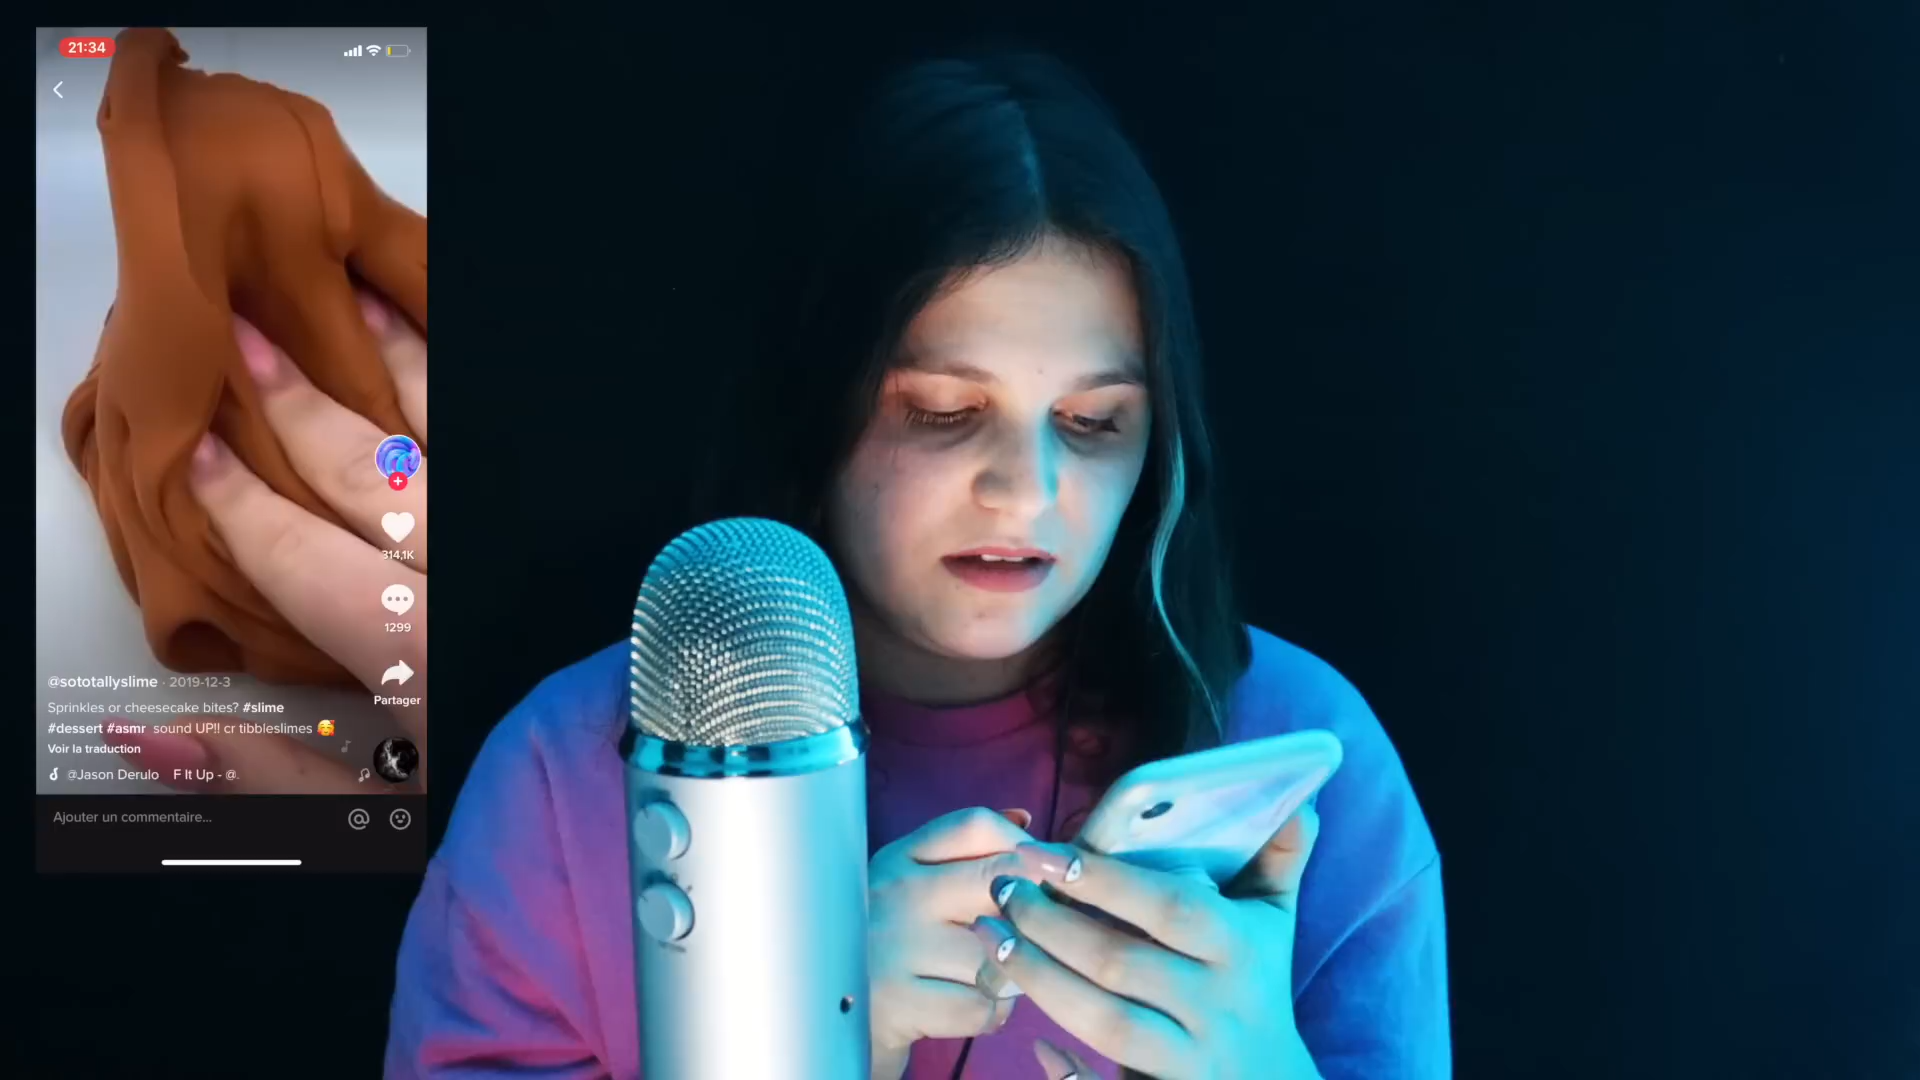 21:34
314,1K
1299
@sototallyslime · 2019-12-3
Partager
Sprinkles or cheesecake bites? #slime
#dessert #asmr sound UP!! cr tibbleslimes 🥰
Voir la traduction
@Jason Derulo F It Up - @.
Ajouter un commentaire...